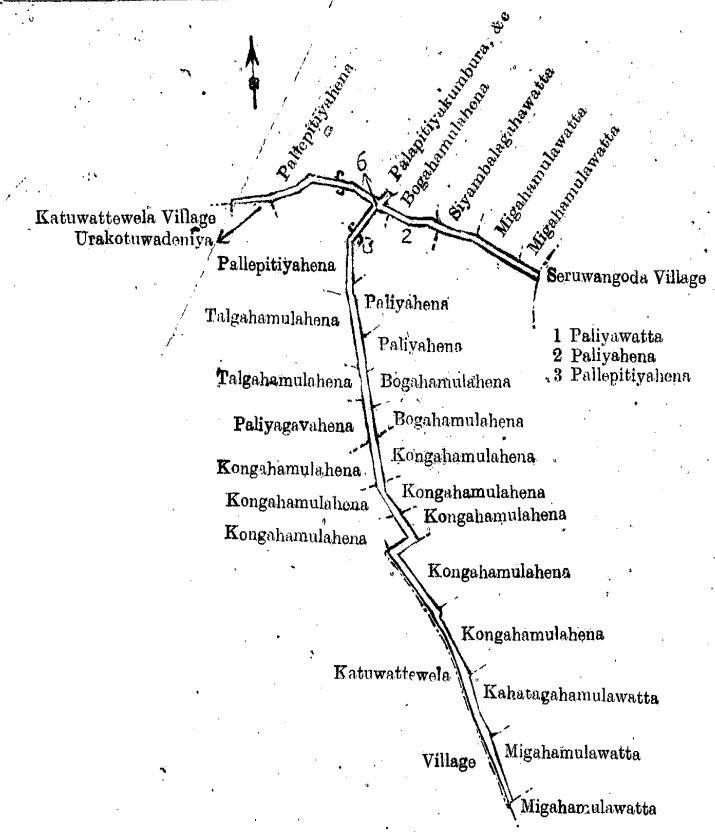 Pallepitiyahena
Palapitiyakumbura, &c
Bogahamulahena
Siyambalagahawatta
Migahamulawatta
Migahamulawatta
6
Katuwattewela Village
Urakotuwadeniya
2
3
Seruwangoda Village
Pallepitiyahena
Paliyahena
Talgahamulahena
Paliyahena
1 Paliyawatta
2 Paliyahena
3 Pallepitiyahena
Talgahamulahena
Bogahamulahena
Paliyagavahena
Bogahamulahena
Kongahamulahena
Kongahamulahena
Kongahamulahena
Kongahamulahena
Kongahamulahena
Kongahamulahena
Kongahamulahena
Kongahamulahena
Katuwattewela
Kahatagahamulawatta
Village
Migahamulawatta
Migahamulawatta